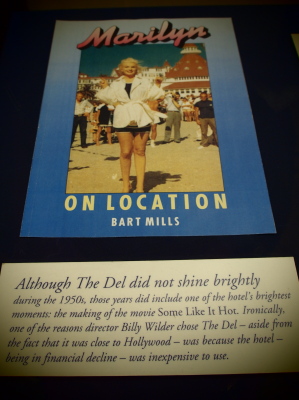 Marilyn
ON LOCATION
BART MILLS
Although The Del did not shine brightly
during the 1950s, those years did include one of the hotel's brightest
moments: the making of the movie Some Like It Hot. Ironically,
one of the reasons director Billy Wilder chose The Del – aside from
the fact that it was close to Hollywood – was because the hotel –
being in financial decline – was inexpensive to use.